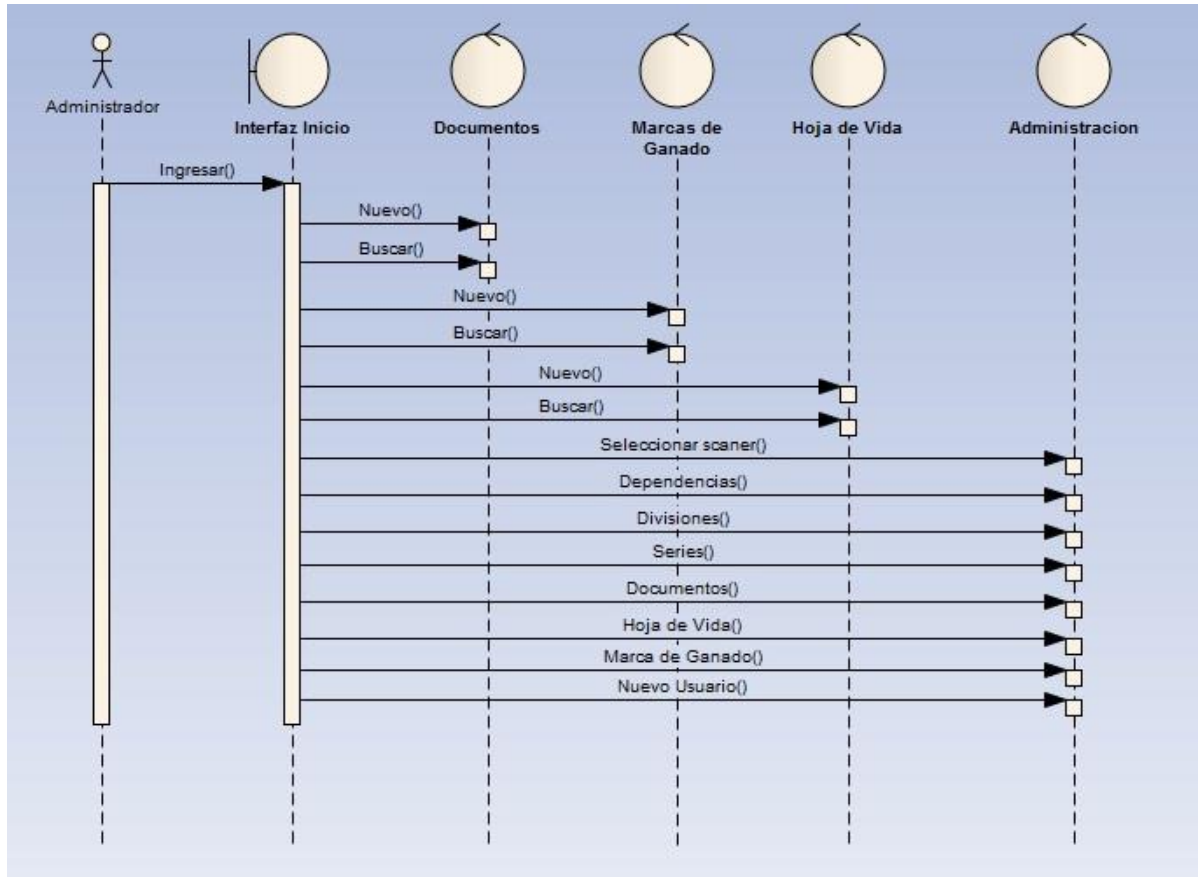 Administrador
Interfaz Inicio
Documentos
Marcas de
Ganado
Hoja de Vida
Administracion
Ingresar()
Nuevo()
Buscar()
Nuevo()
Buscar()
Nuevo()
Buscar()
Seleccionar scaner()
Dependencias()
Divisiones()
Series()
Documentos()
Hoja de Vida()
Marca de Ganado()
Nuevo Usuario()